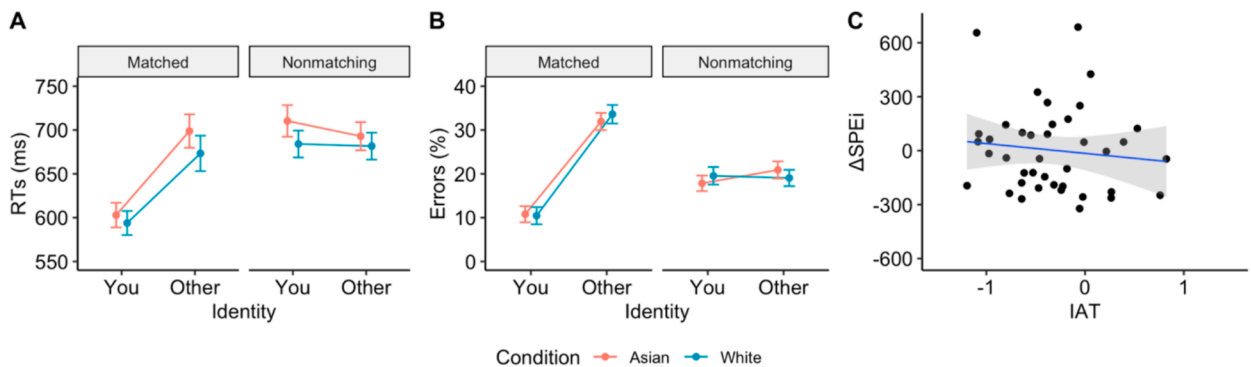 A
Matched
Nonmatching
RTs (ms)
750
700
650
600
550
You
Other
You
Other
Identity
B
Matched
Nonmatching
Errors (%)
40
30
20
10
0
You
Other
You
Other
Identity
C
ΔSPEi
600
300
0
-300
-600
-1
0
1
IAT
Condition
Asian
White